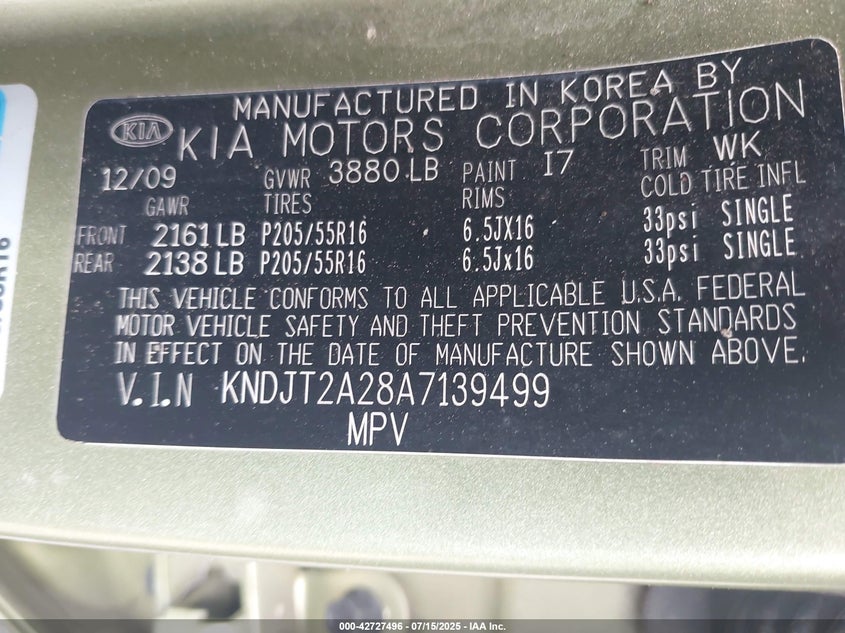 MANUFACTURED IN KOREA BY
KIA KIA MOTORS CORPORATION
12/09 GVWR 3880 LB PAINT I7 TRIM WK
GAWR TIRES RIMS COLD TIRE INFL
FRONT 2161 LB P205/55R16 6.5JX16 33psi SINGLE
REAR 2138 LB P205/55R16 6.5Jx16 33psi SINGLE
THIS VEHICLE CONFORMS TO ALL APPLICABLE U.S.A. FEDERAL
MOTOR VEHICLE SAFETY AND THEFT PREVENTION STANDARDS
IN EFFECT ON THE DATE OF MANUFACTURE SHOWN ABOVE.
V.I.N KNDJT2A28A7139499
MPV
000-42727496 - 07/15/2025 - IAA Inc.